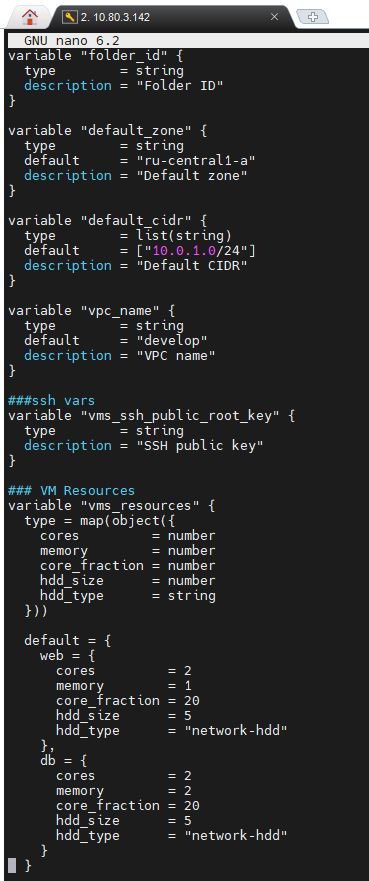 2. 10.80.3.142
GNU nano 6.2
variable "folder_id" {
  type        = string
  description = "Folder ID"
}

variable "default_zone" {
  type        = string
  default     = "ru-central1-a"
  description = "Default zone"
}

variable "default_cidr" {
  type        = list(string)
  default     = ["10.0.1.0/24"]
  description = "Default CIDR"
}

variable "vpc_name" {
  type        = string
  default     = "develop"
  description = "VPC name"
}

###ssh vars
variable "vms_ssh_public_root_key" {
  type        = string
  description = "SSH public key"
}

### VM Resources
variable "vms_resources" {
  type = map(object({
    cores         = number
    memory        = number
    core_fraction = number
    hdd_size      = number
    hdd_type      = string
  }))

  default = {
    web = {
      cores         = 2
      memory        = 1
      core_fraction = 20
      hdd_size      = 5
      hdd_type      = "network-hdd"
    },
    db = {
      cores         = 2
      memory        = 2
      core_fraction = 20
      hdd_size      = 5
      hdd_type      = "network-hdd"
    }
  }